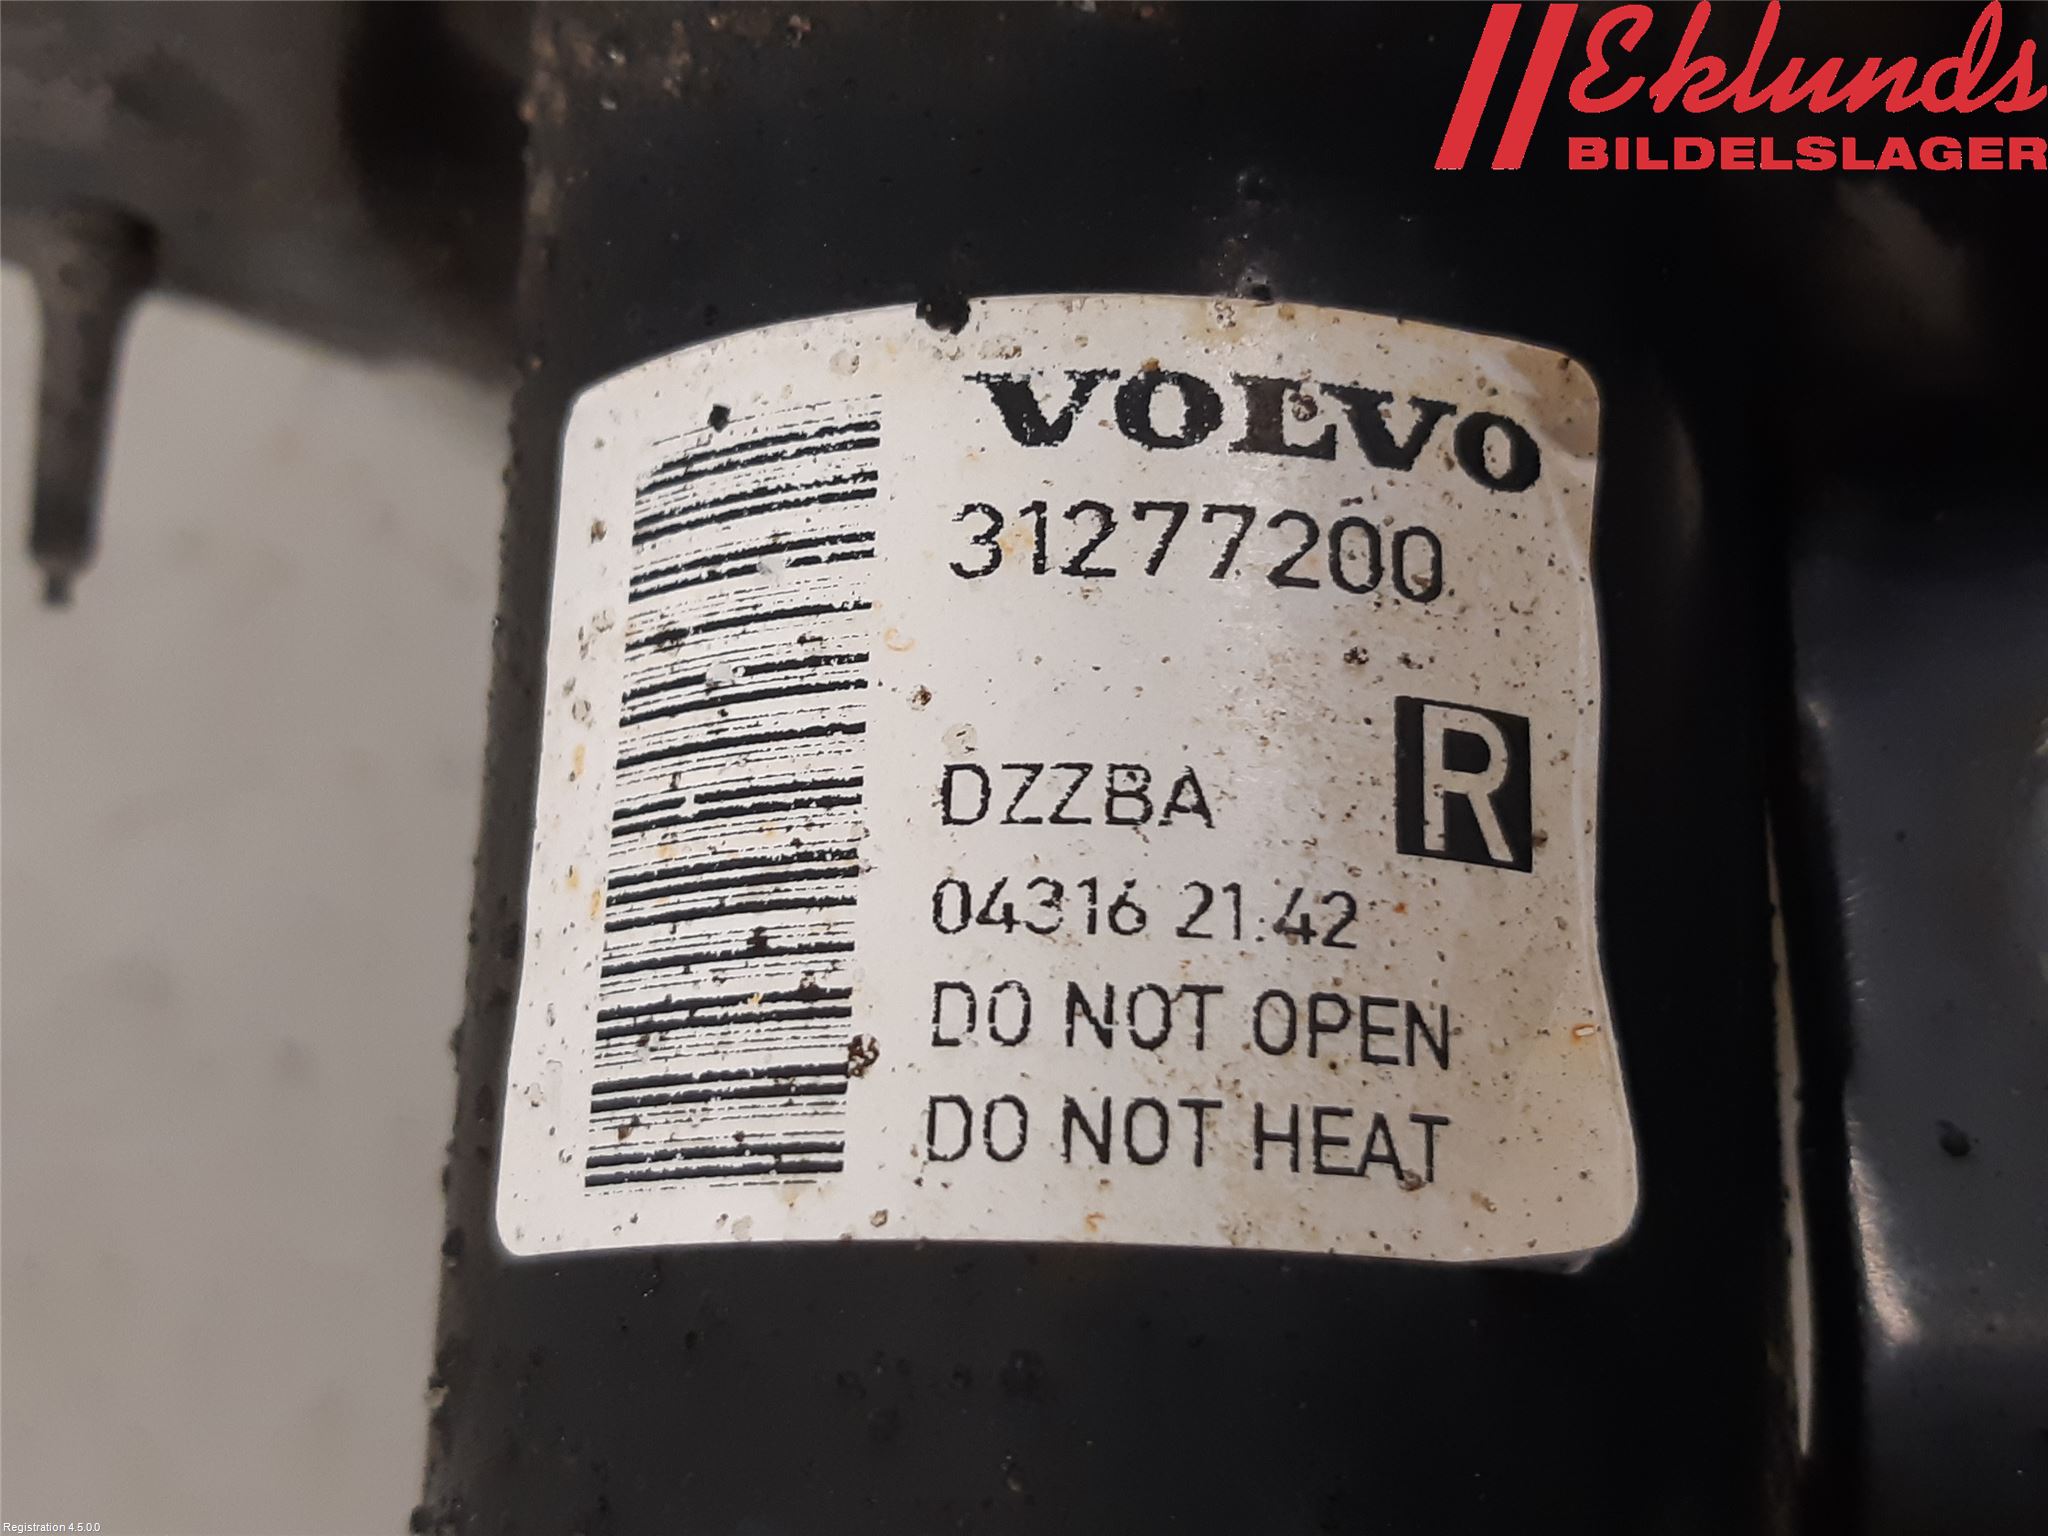 Eklunds
BILDELSLAGER
VOLVO
31277200
R
DZZBA
04316 21:42
DO NOT OPEN
DO NOT HEAT
Registration 4.5.0.0